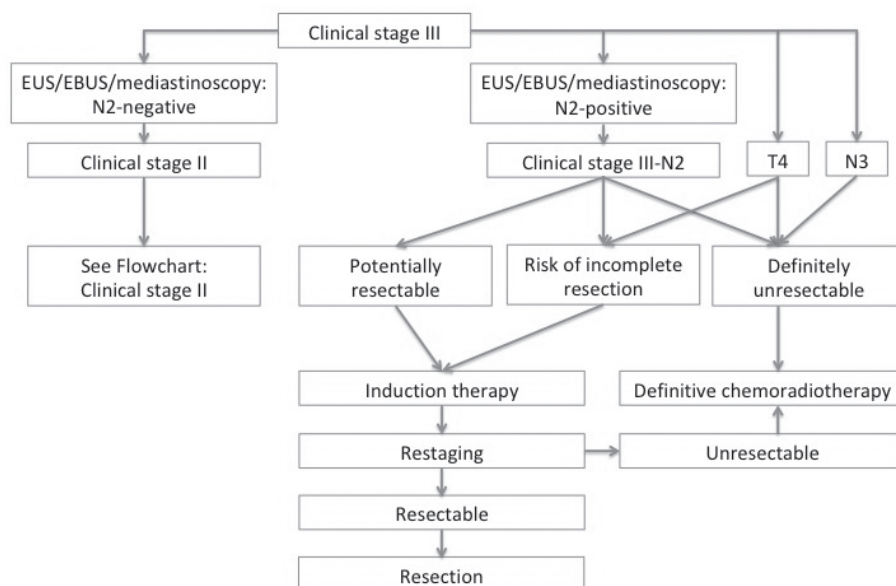 Clinical stage III
EUS/EBUS/mediastinoscopy:
N2-negative
EUS/EBUS/mediastinoscopy:
N2-positive
Clinical stage II
Clinical stage III-N2
T4
N3
See Flowchart:
Clinical stage II
Potentially
resectable
Risk of incomplete
resection
Definitely
unresectable
Induction therapy
Definitive chemoradiotherapy
Restaging
Unresectable
Resectable
Resection